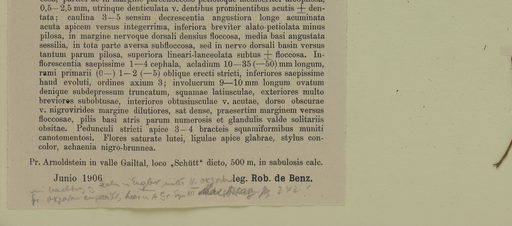 0,5—2,5 mm, utrinque denticulata v. dentibus prominentibus acutis ± den-
tata; caulina 3—5 sensim decrescentia angustiora longe acuminata
acuta apicem versus integerrima, inferiora breviter alato-petiolata minus
pilosa, in margine nervoque dorsali densius floccosa, media basi angustata
sessilia, in tota parte aversa subfloccosa, sed in nervo dorsali basin versus
tantum parum pilosa, superiora lineari-lanceolata subtus ± floccosa. In-
florescentia saepissime 1—4 cephala, acladium 10—35 (—50) mm longum,
rami primarii (0—) 1—2 (—5) oblique erecti stricti, inferiores saepissime
haud evoluti, ordines axium 3; involucrum 9—10 mm longum ovatum
denique subdepressum truncatum, squamae latiusculae, exteriores multo
breviores subobtusae, interiores obtusiusculae v. acutae, dorso obscurae
v. nigrovirides margine dilutiores, sat dense, praesertim marginem versus
floccosae, pilis basi atris parum numerosis et glandulis valde solitariis
obsitae. Pedunculi stricti apice 3—4 bracteis squamiformibus muniti
canotomentosi. Flores saturate lutei, ligulae apice glabrae, stylus con-
color, achaenia nigro-brunnea.
Pr. Arnoldstein in valle Gailtal, loco „Schütt“ dicto, 500 m, in sabulosis calc.
Junio 1906 leg. Rob. de Benz.